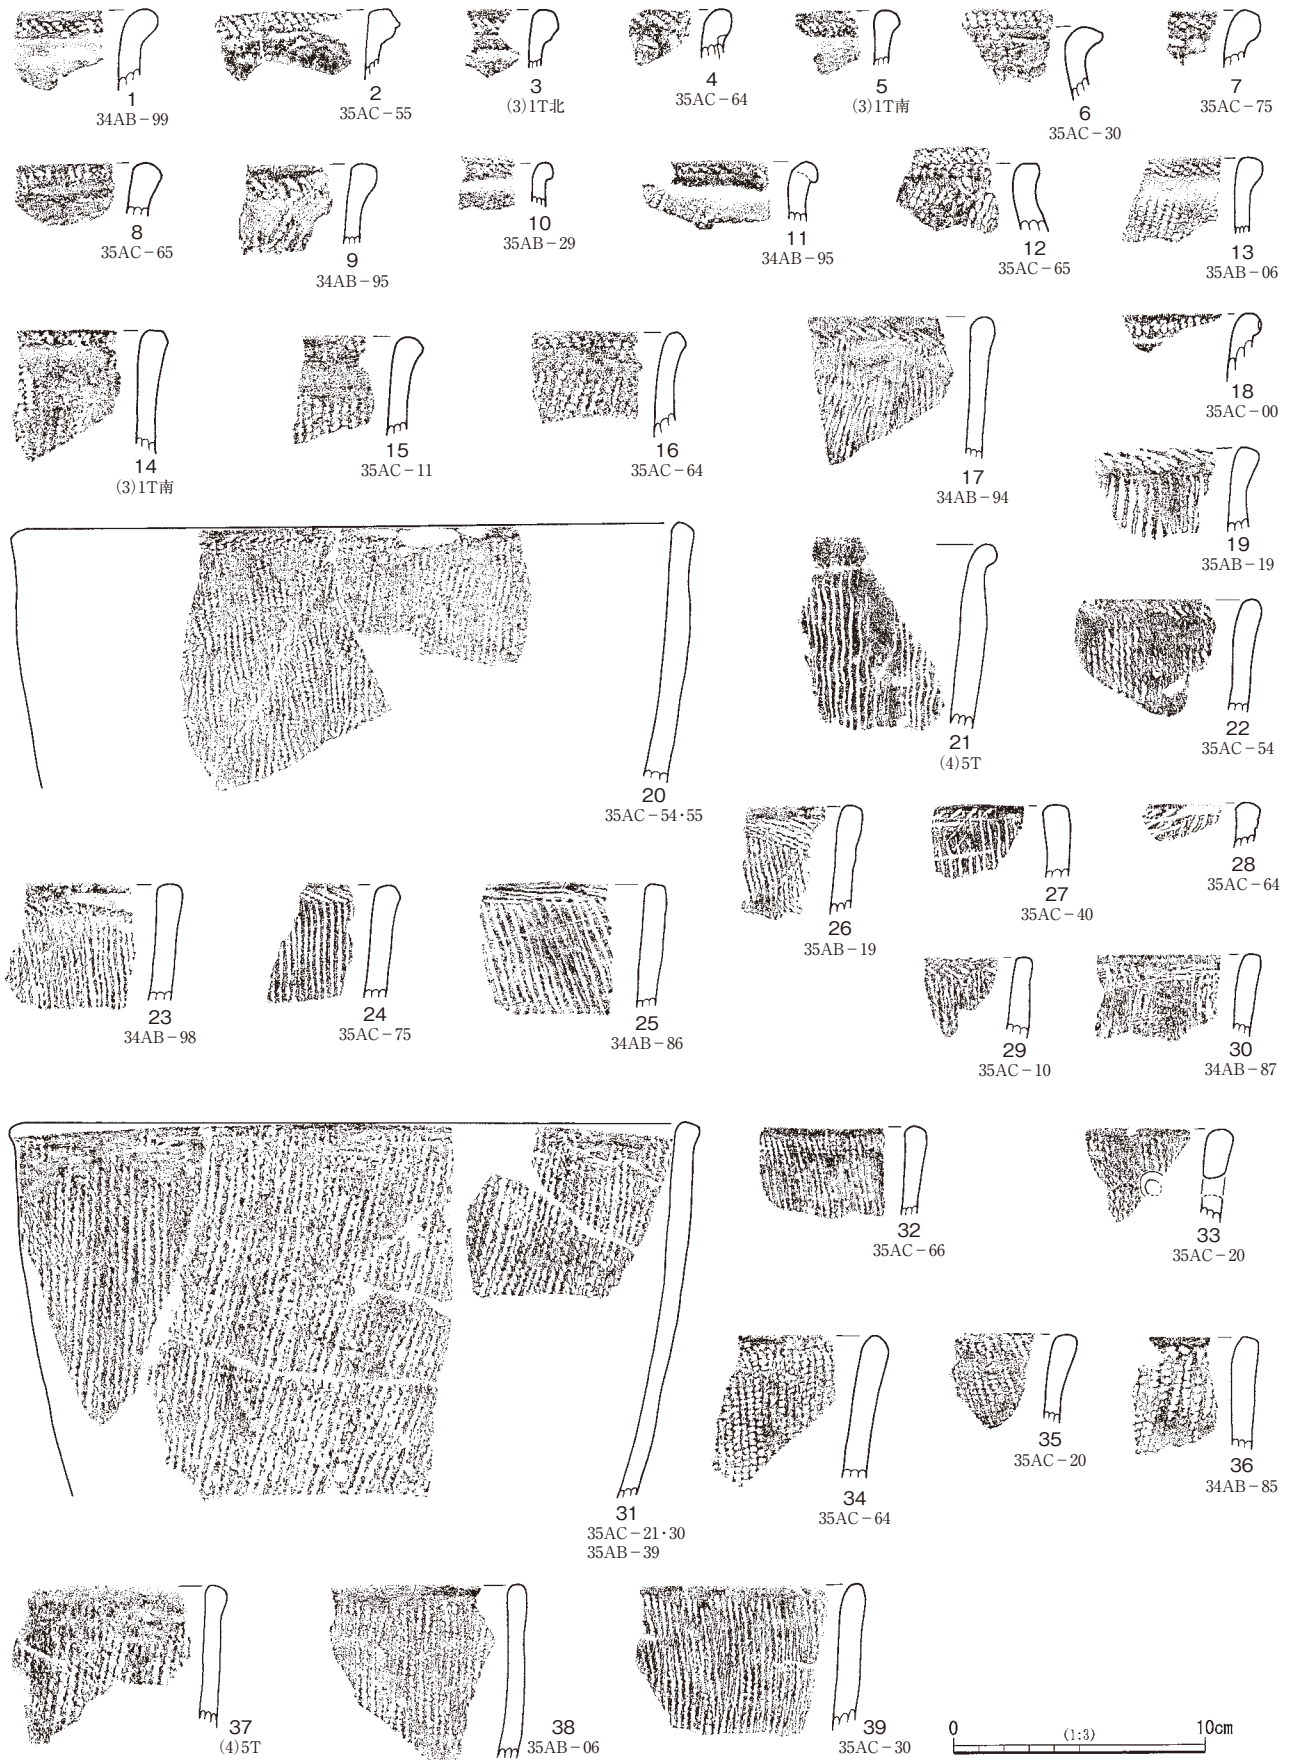 1
34AB−99
2
35AC−55
3
(3)1T北
4
35AC−64
5
(3)1T南
6
35AC−30
7
35AC−75
8
35AC−65
9
34AB−95
10
35AB−29
11
34AB−95
12
35AC−65
13
35AB−06
14
(3)1T南
15
35AC−11
16
35AC−64
17
34AB−94
18
35AC−00
19
35AB−19
20
35AC−54・55
21
(4)5T
22
35AC−54
23
34AB−98
24
35AC−75
25
34AB−86
26
35AB−19
27
35AC−40
28
35AC−64
29
35AC−10
30
34AB−87
31
35AC−21・30
35AB−39
32
35AC−66
33
35AC−20
34
35AC−64
35
35AC−20
36
34AB−85
37
(4)5T
38
35AB−06
39
35AC−30
0 (1:3) 10cm